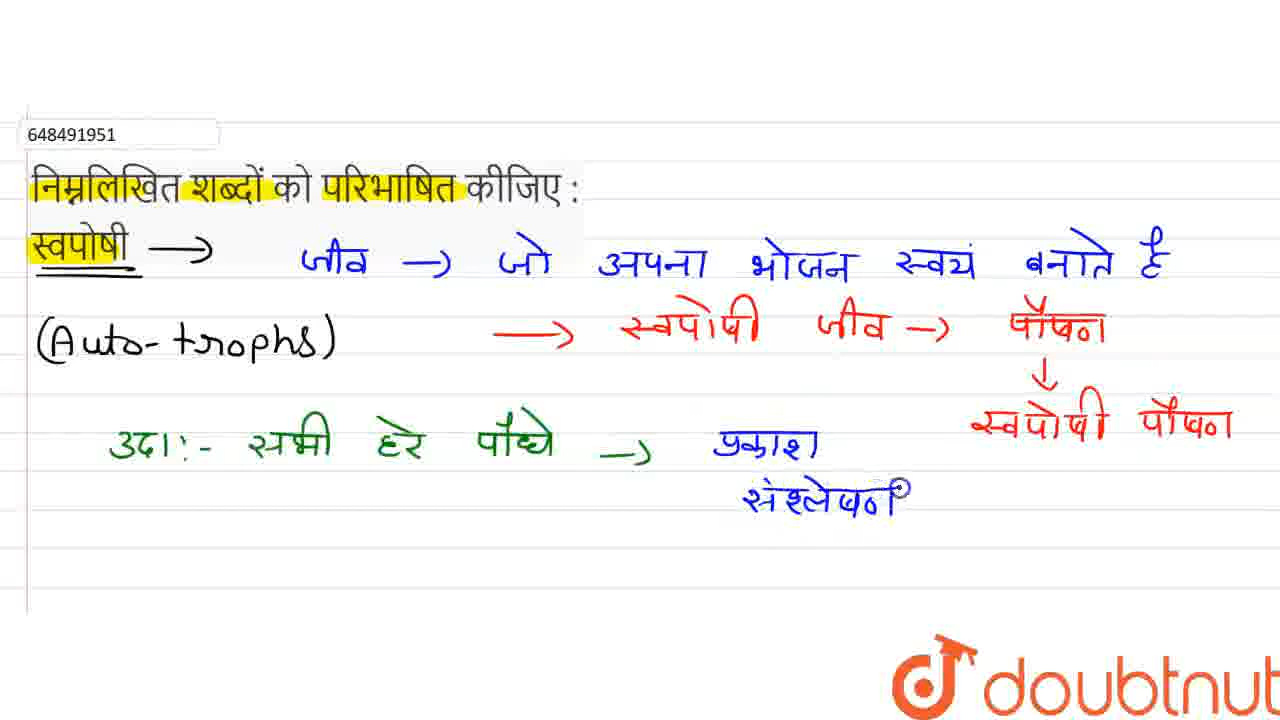 648491951
निम्नलिखित शब्दों को परिभाषित कीजिए :
स्वपोषी → जीव → जो अपना भोजन स्वयं बनाते है
(Auto-trophs) → स्वपोषी जीव → पोषण
↓
स्वपोषी पोषण
उदा:- सभी हरे पौधे → प्रकाश
संश्लेषण
doubtnut